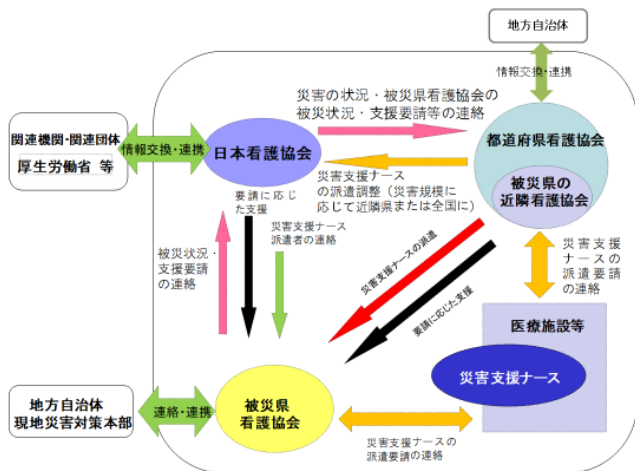 地方自治体
情報交換・連携
災害の状況・被災県看護協会の
被災状況・支援要請等の連絡
関連機関・関連団体
厚生労働省 等
情報交換・連携
日本看護協会
都道府県看護協会
被災県の
近隣看護協会
災害支援ナース
の派遣調整（災害規模に
応じて近隣県または全国に）
要請に応じ
た支援
災害支援ナース
派遣者の連絡
被災状況・
支援要請
の連絡
災害支援ナースの派遣
要請に応じた支援
災害支援
ナースの
派遣要請
の連絡
医療施設等
災害支援ナース
地方自治体
現地災害対策本部
連絡・連携
被災県
看護協会
災害支援ナースの
派遣要請の連絡